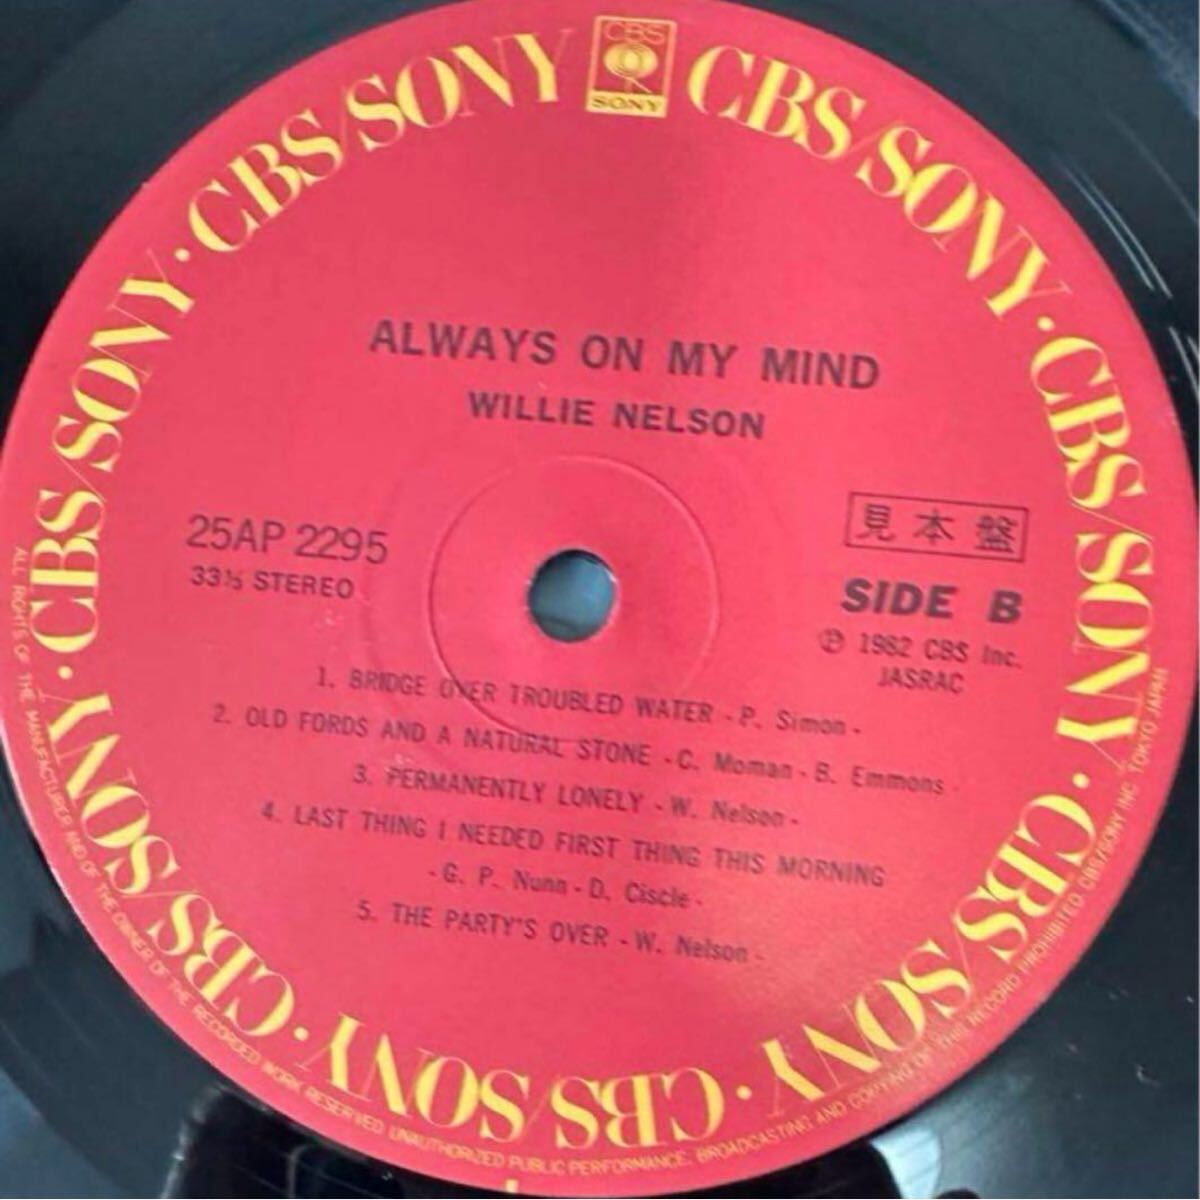 CBS
SONY
CBS/SONY · CBS/SONY · CBS/SONY · CBS/SONY · CBS/SONY · CBS/SONY · CBS/SONY · CBS/SONY · CBS/SONY
ALWAYS ON MY MIND
WILLIE NELSON
25AP 2295
33⅓ STEREO
見本盤
SIDE B
℗ 1982 CBS Inc.
JASRAC
1. BRIDGE OVER TROUBLED WATER - P. Simon -
2. OLD FORDS AND A NATURAL STONE - C. Moman - B. Emmons -
3. PERMANENTLY LONELY - W. Nelson -
4. LAST THING I NEEDED FIRST THING THIS MORNING
- G. P. Nunn - D. Ciscle -
5. THE PARTY'S OVER - W. Nelson -
ALL RIGHTS OF THE MANUFACTURER AND OF THE OWNER OF THE RECORDED WORK RESERVED UNAUTHORIZED PUBLIC PERFORMANCE, BROADCASTING AND COPYING OF THE RECORD PROHIBITED CBS/SONY INC. TOKYO JAPAN